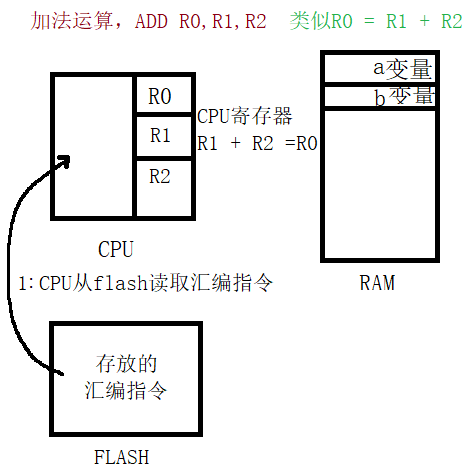 加法运算，ADD R0,R1,R2 类似R0 = R1 + R2
a变量
b变量
R0
R1
R2
CPU寄存器
R1 + R2 =R0
CPU
RAM
1:CPU从flash读取汇编指令
存放的
汇编指令
FLASH